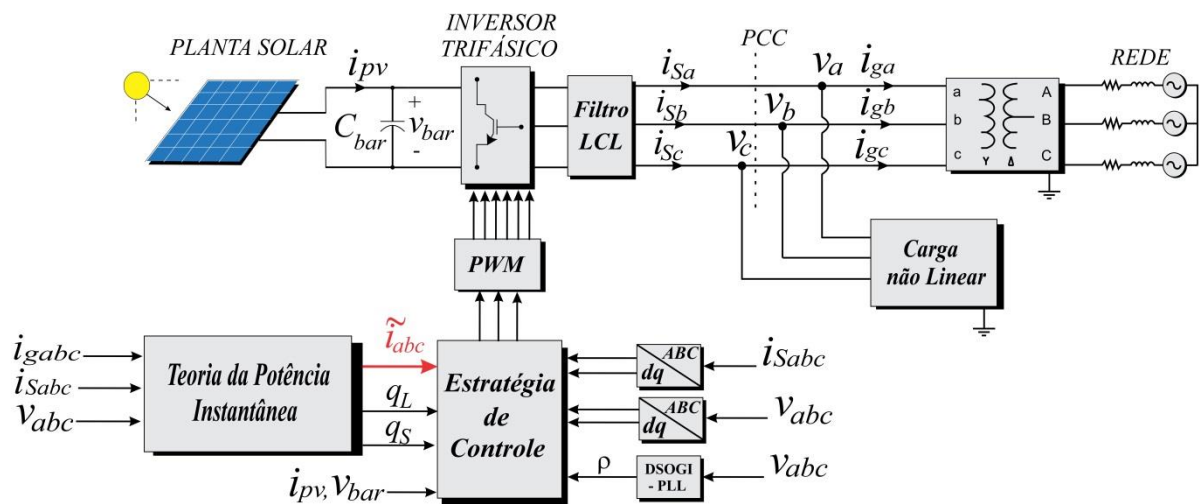 PLANTA SOLAR
INVERSOR
TRIFÁSICO
PCC
REDE
i_pv
C_bar
+
v_bar
-
Filtro
LCL
i_Sa
i_Sb
i_Sc
v_a
v_b
v_c
i_ga
i_gb
i_gc
a
b
c
A
B
C
Y Δ
PWM
Carga
não Linear
i_gabc
i_Sabc
v_abc
Teoria da Potência
Instantânea
ĩ_abc
q_L
q_S
i_pv, v_bar
Estratégia
de
Controle
ABC
dq
i_Sabc
ABC
dq
v_abc
ρ
DSOGI
- PLL
v_abc